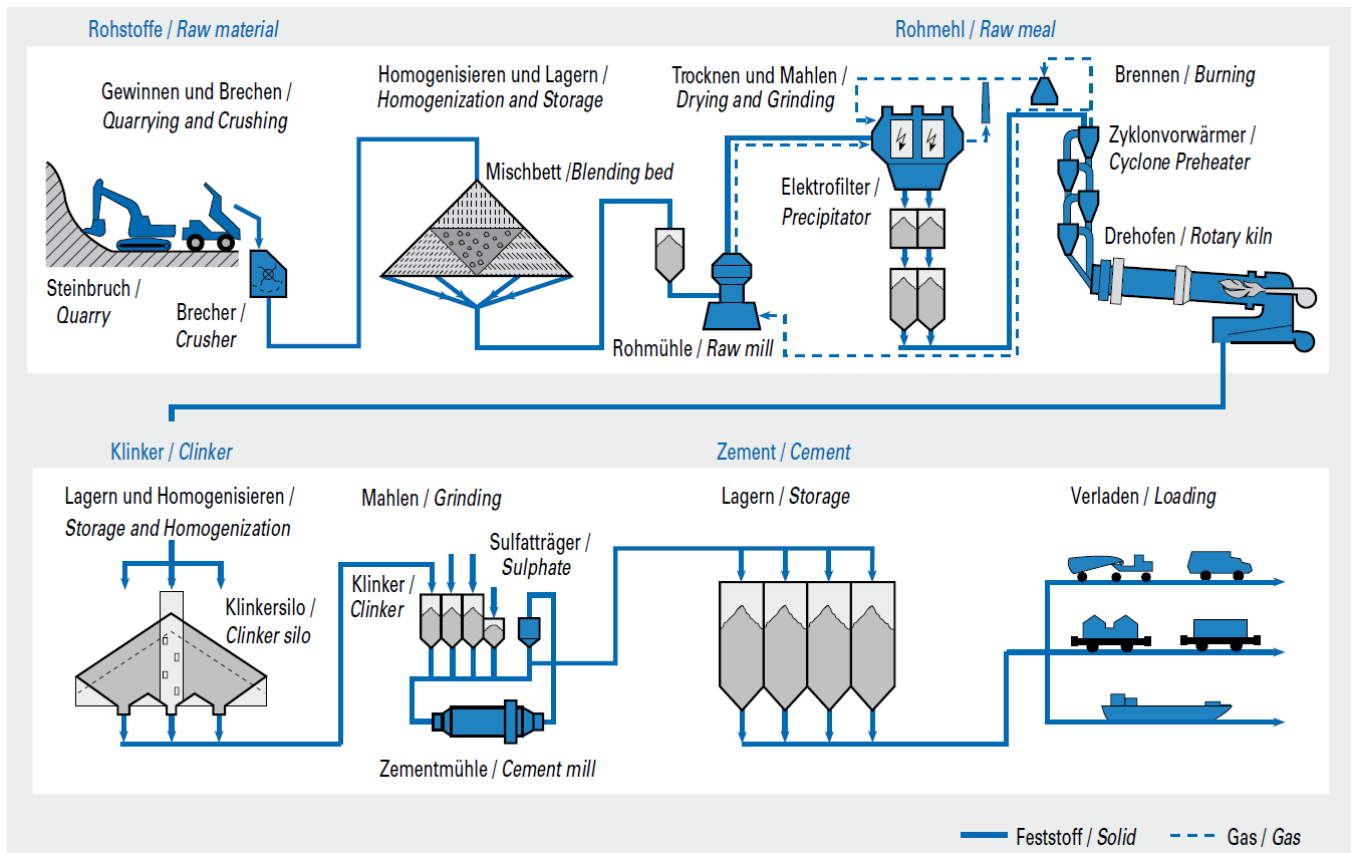 Rohstoffe / Raw material
Rohmehl / Raw meal
Gewinnen und Brechen /
Quarrying and Crushing
Homogenisieren und Lagern /
Homogenization and Storage
Trocknen und Mahlen /
Drying and Grinding
Brennen / Burning
Mischbett /Blending bed
Zyklonvorwärmer /
Cyclone Preheater
Elektrofilter /
Precipitator
Drehofen / Rotary kiln
Steinbruch /
Quarry
Brecher /
Crusher
Rohmühle / Raw mill
Klinker / Clinker
Zement / Cement
Lagern und Homogenisieren /
Storage and Homogenization
Mahlen / Grinding
Lagern / Storage
Verladen / Loading
Sulfatträger /
Sulphate
Klinker /
Clinker
Klinkersilo /
Clinker silo
Zementmühle / Cement mill
Feststoff / Solid
Gas / Gas